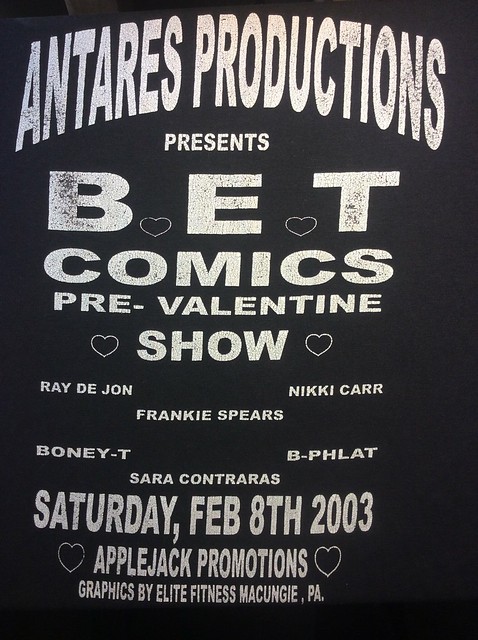 ANTARES PRODUCTIONS
PRESENTS
B.E.T
COMICS
PRE- VALENTINE
SHOW
RAY DE JON NIKKI CARR
FRANKIE SPEARS
BONEY-T B-PHLAT
SARA CONTRARAS
SATURDAY, FEB 8TH 2003
APPLEJACK PROMOTIONS
GRAPHICS BY ELITE FITNESS MACUNGIE , PA.